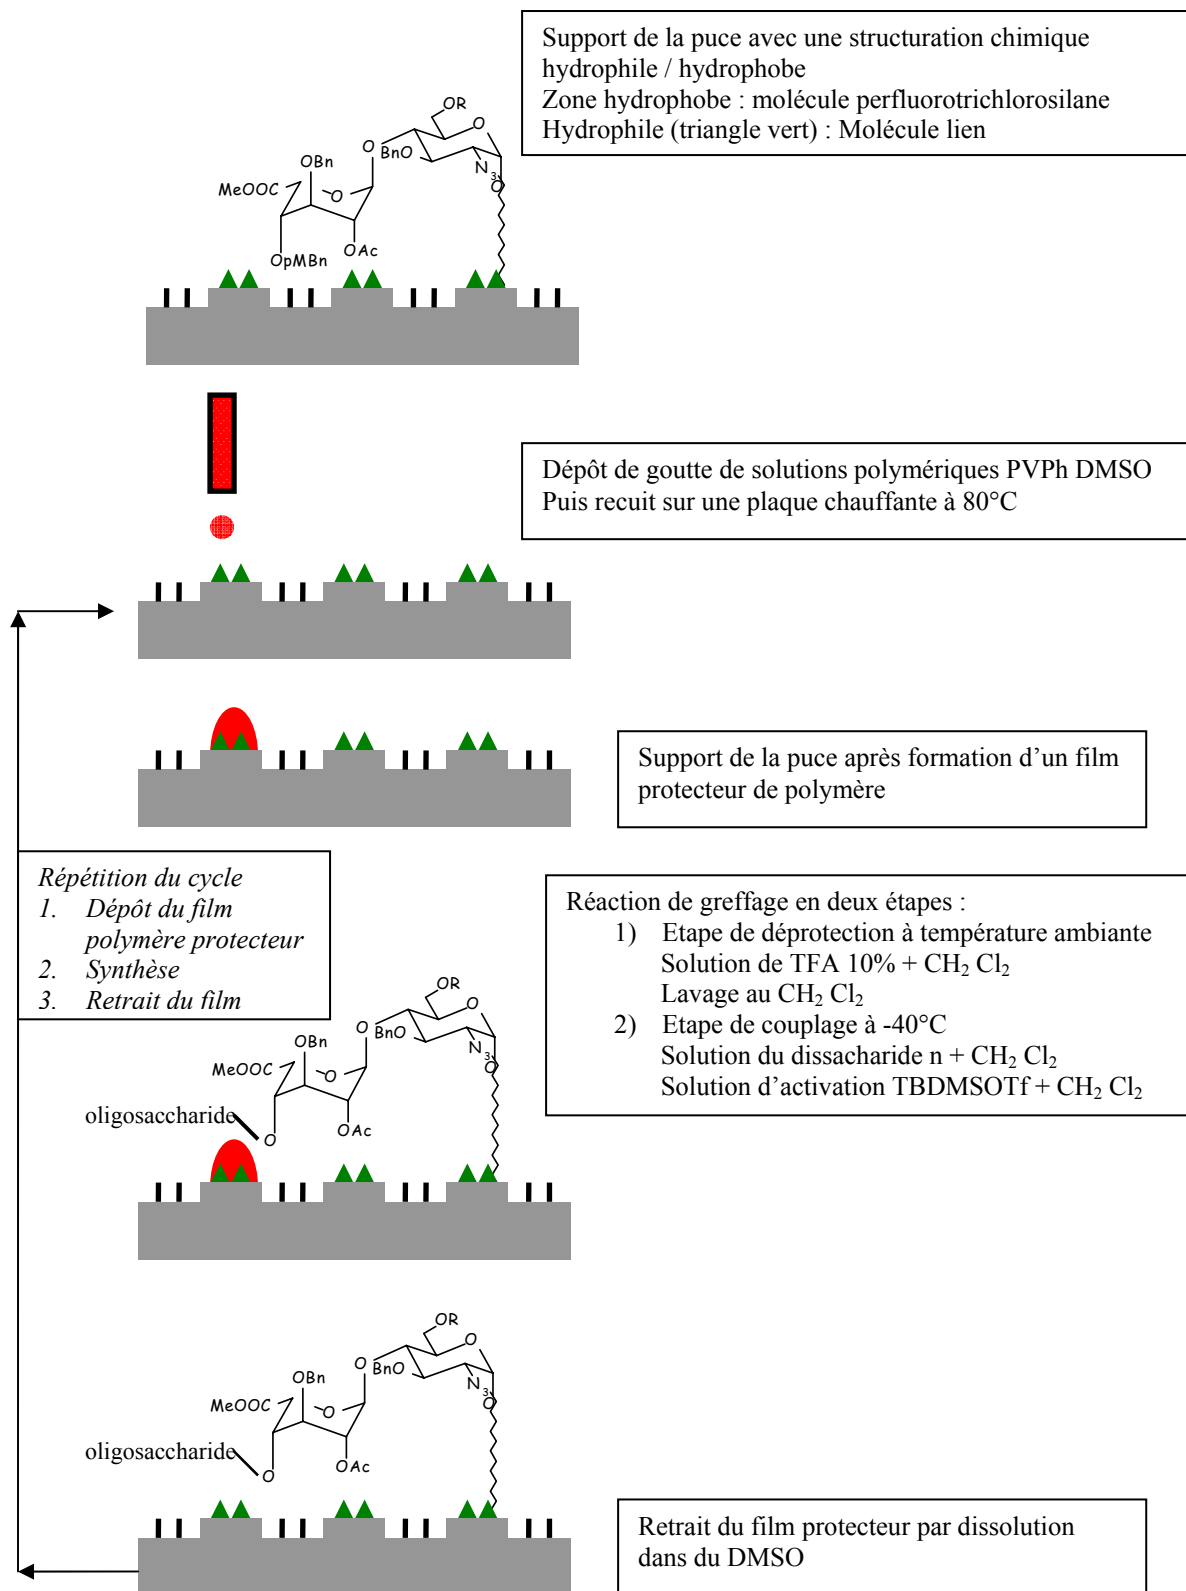 Support de la puce avec une structuration chimique
hydrophile / hydrophobe
Zone hydrophobe : molécule perfluorotrichlorosilane
Hydrophile (triangle vert) : Molécule lien
OR
O
O
BnO
N3
O
OBn
MeOOC
O
OAc
OpMBn
Dépôt de goutte de solutions polymériques PVPh DMSO
Puis recuit sur une plaque chauffante à 80°C
Support de la puce après formation d'un film
protecteur de polymère
Répétition du cycle
1. Dépôt du film
polymère protecteur
2. Synthèse
3. Retrait du film
Réaction de greffage en deux étapes :
1) Etape de déprotection à température ambiante
Solution de TFA 10% + CH2 Cl2
Lavage au CH2 Cl2
2) Etape de couplage à -40°C
Solution du dissacharide n + CH2 Cl2
Solution d'activation TBDMSOTf + CH2 Cl2
OR
O
O
BnO
N3
O
OBn
MeOOC
O
oligosaccharide
O
OAc
OR
O
O
BnO
N3
O
OBn
MeOOC
O
oligosaccharide
O
OAc
Retrait du film protecteur par dissolution
dans du DMSO